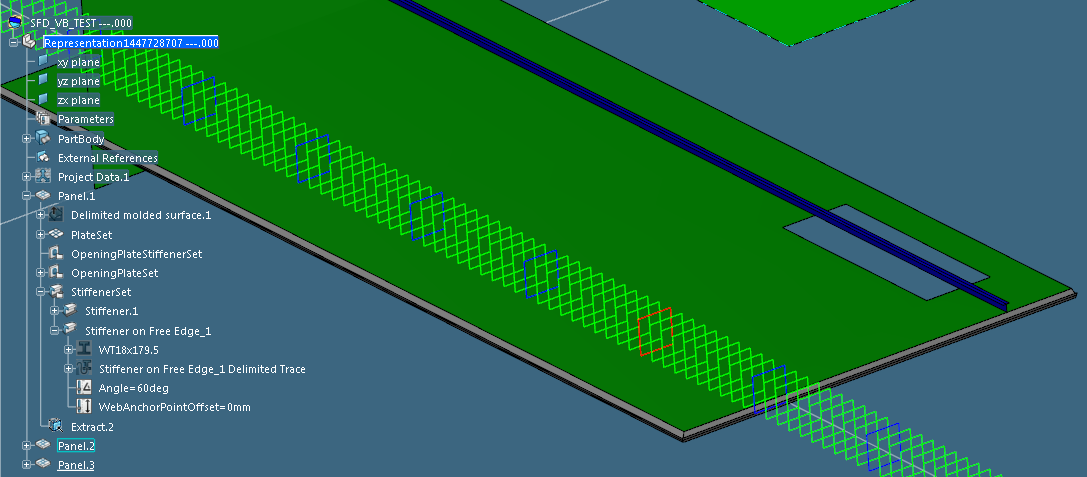 SFD_VB_TEST ---.000
Representation1447728707 ---.000
xy plane
yz plane
zx plane
Parameters
PartBody
External References
Project Data.1
Panel.1
Delimited molded surface.1
PlateSet
OpeningPlateStiffenerSet
OpeningPlateSet
StiffenerSet
Stiffener.1
Stiffener on Free Edge_1
WT18x179.5
Stiffener on Free Edge_1 Delimited Trace
Angle=60deg
WebAnchorPointOffset=0mm
Extract.2
Panel.2
Panel.3